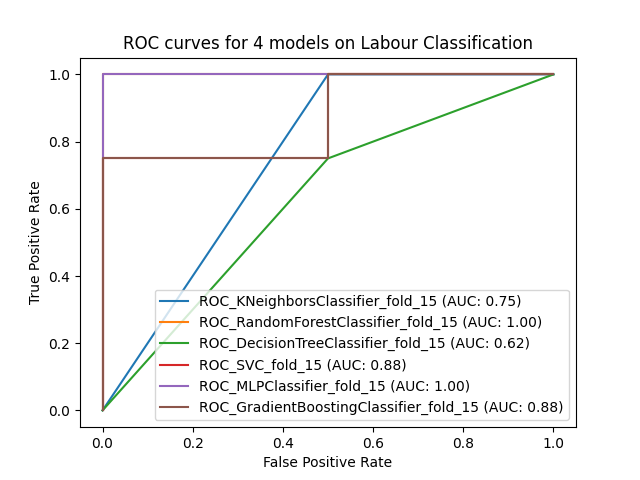 ROC curves for 4 models on Labour Classification
True Positive Rate
1.0
0.8
0.6
0.4
0.2
0.0
ROC_KNeighborsClassifier_fold_15 (AUC: 0.75)
ROC_RandomForestClassifier_fold_15 (AUC: 1.00)
ROC_DecisionTreeClassifier_fold_15 (AUC: 0.62)
ROC_SVC_fold_15 (AUC: 0.88)
ROC_MLPClassifier_fold_15 (AUC: 1.00)
ROC_GradientBoostingClassifier_fold_15 (AUC: 0.88)
0.0 0.2 0.4 0.6 0.8 1.0
False Positive Rate